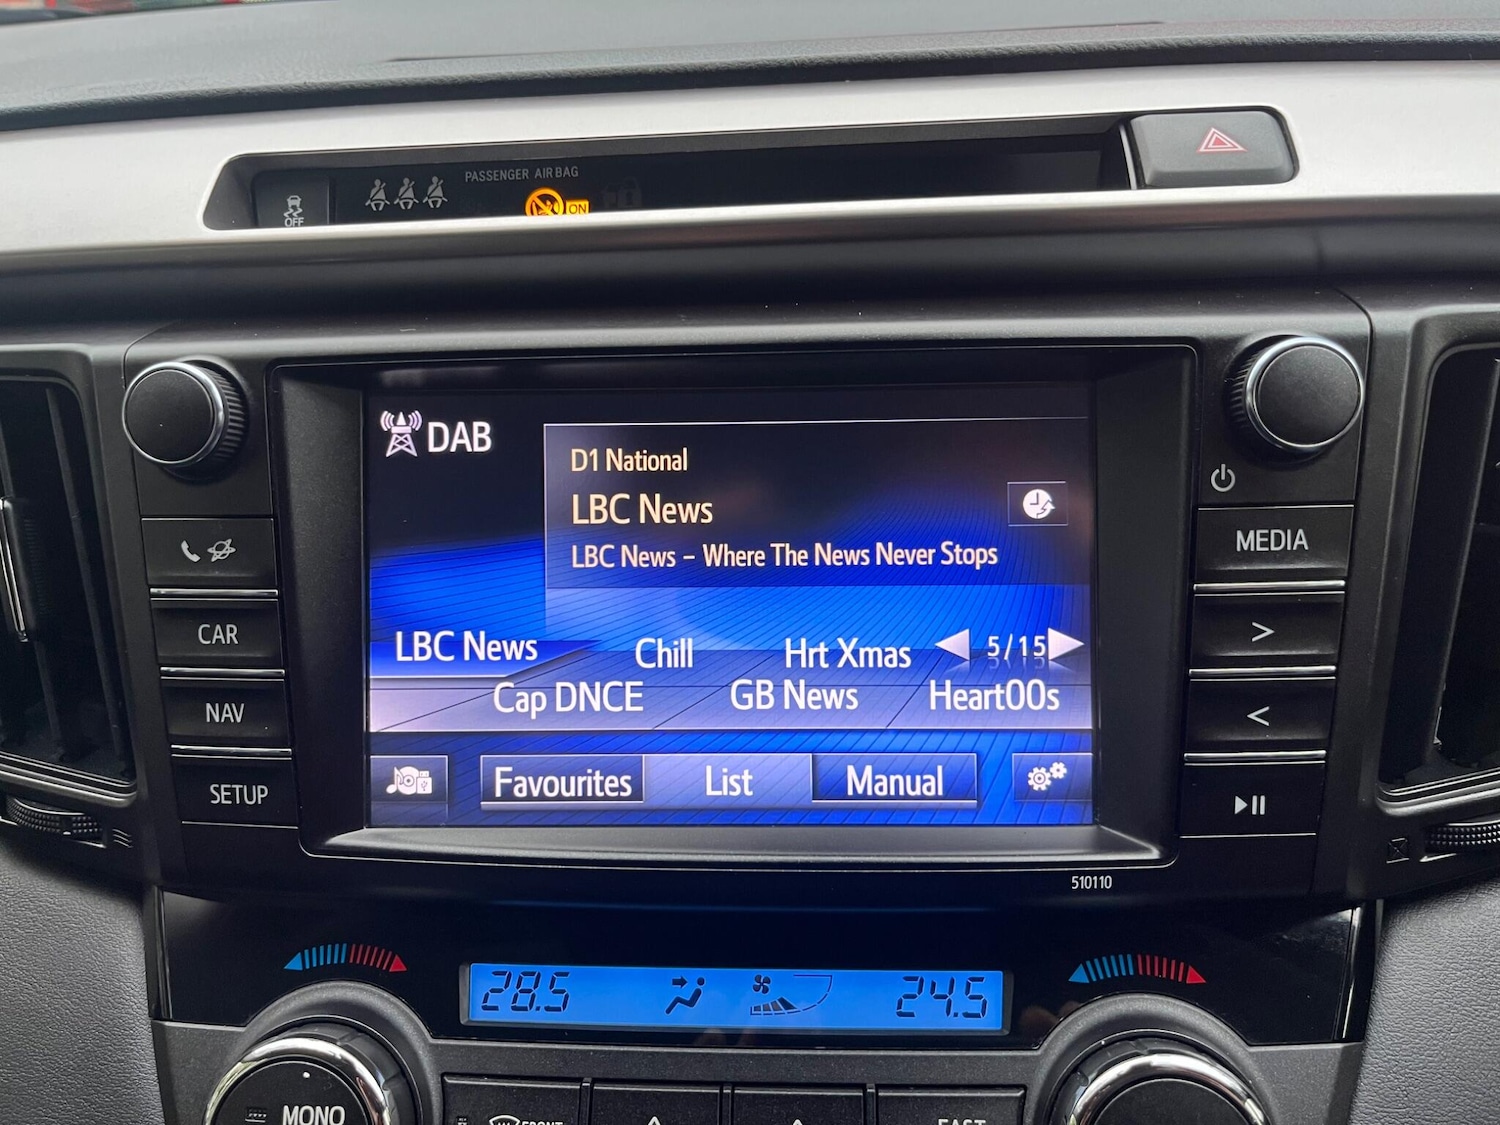 PASSENGER AIR BAG
OFF
ON
DAB
D1 National
LBC News
LBC News – Where The News Never Stops
LBC News Chill Hrt Xmas 5/15
Cap DNCE GB News Heart00s
Favourites List Manual
CAR
NAV
SETUP
MEDIA
>
<
510110
28.5 24.5
MONO
FRONT
FAST